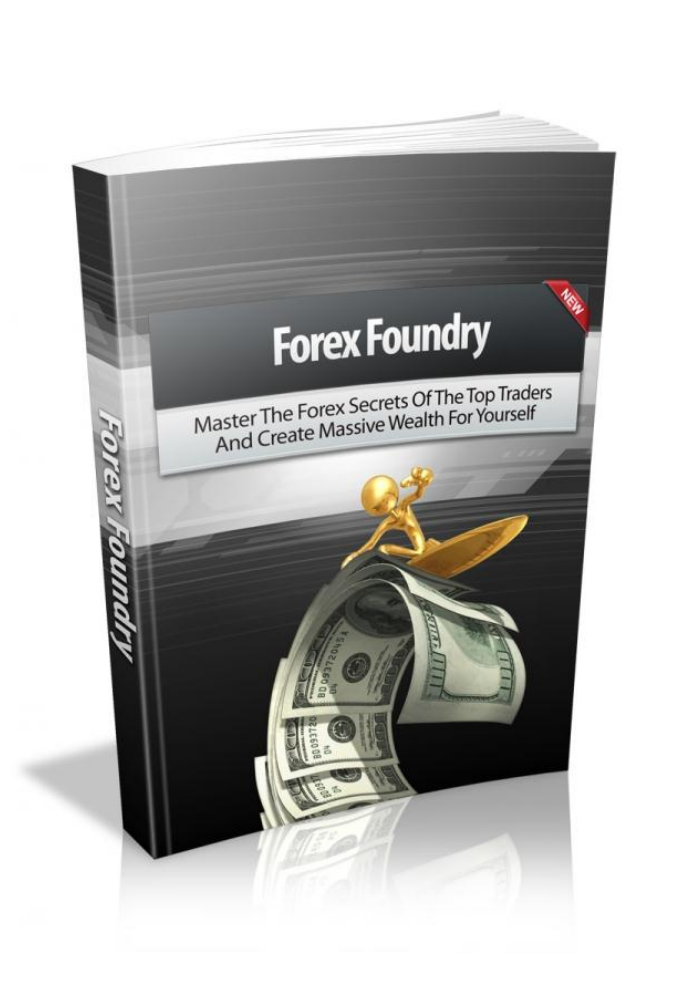 NEW
Forex Foundry
Master The Forex Secrets Of The Top Traders
And Create Massive Wealth For Yourself
Forex Foundry